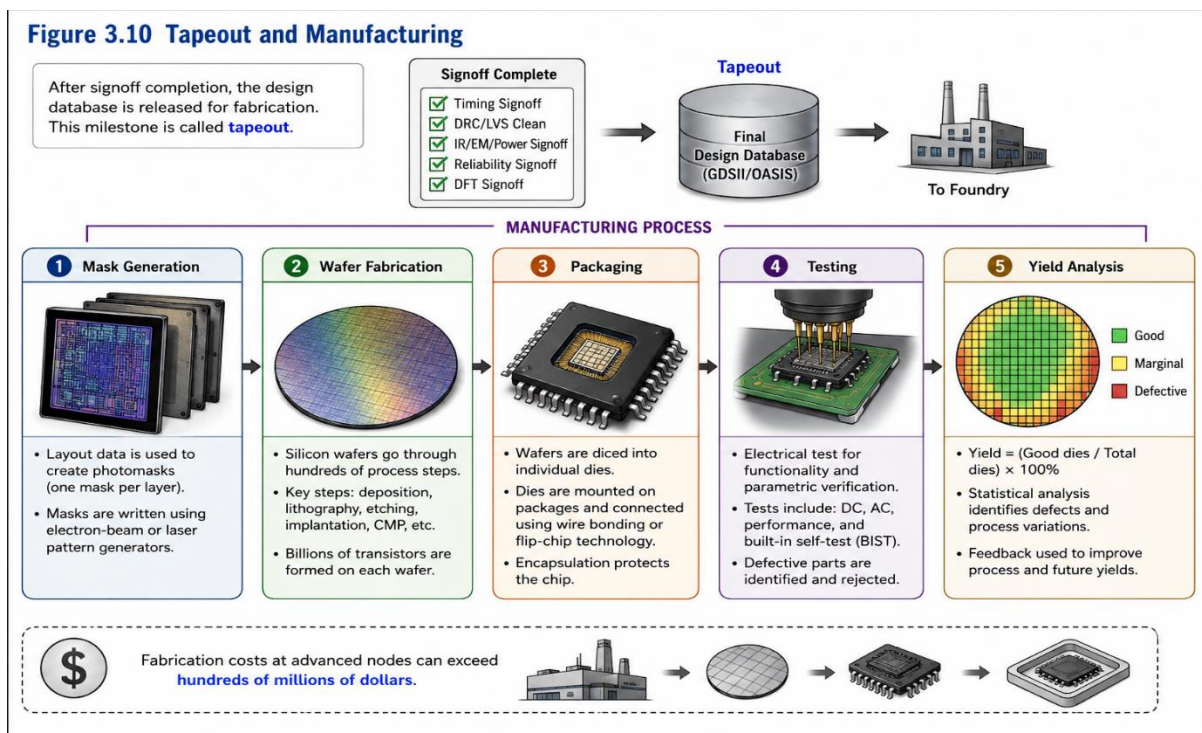 Figure 3.10 Tapeout and Manufacturing
After signoff completion, the design
database is released for fabrication.
This milestone is called tapeout.
Signoff Complete
Timing Signoff
DRC/LVS Clean
IR/EM/Power Signoff
Reliability Signoff
DFT Signoff
Tapeout
Final
Design Database
(GDSII/OASIS)
To Foundry
MANUFACTURING PROCESS
1 Mask Generation
• Layout data is used to
create photomasks
(one mask per layer).
• Masks are written using
electron-beam or laser
pattern generators.
2 Wafer Fabrication
• Silicon wafers go through
hundreds of process steps.
• Key steps: deposition,
lithography, etching,
implantation, CMP, etc.
• Billions of transistors are
formed on each wafer.
3 Packaging
• Wafers are diced into
individual dies.
• Dies are mounted on
packages and connected
using wire bonding or
flip-chip technology.
• Encapsulation protects
the chip.
4 Testing
• Electrical test for
functionality and
parametric verification.
• Tests include: DC, AC,
performance, and
built-in self-test (BIST).
• Defective parts are
identified and rejected.
5 Yield Analysis
Good
Marginal
Defective
• Yield = (Good dies / Total
dies) × 100%
• Statistical analysis
identifies defects and
process variations.
• Feedback used to improve
process and future yields.
$
Fabrication costs at advanced nodes can exceed
hundreds of millions of dollars.